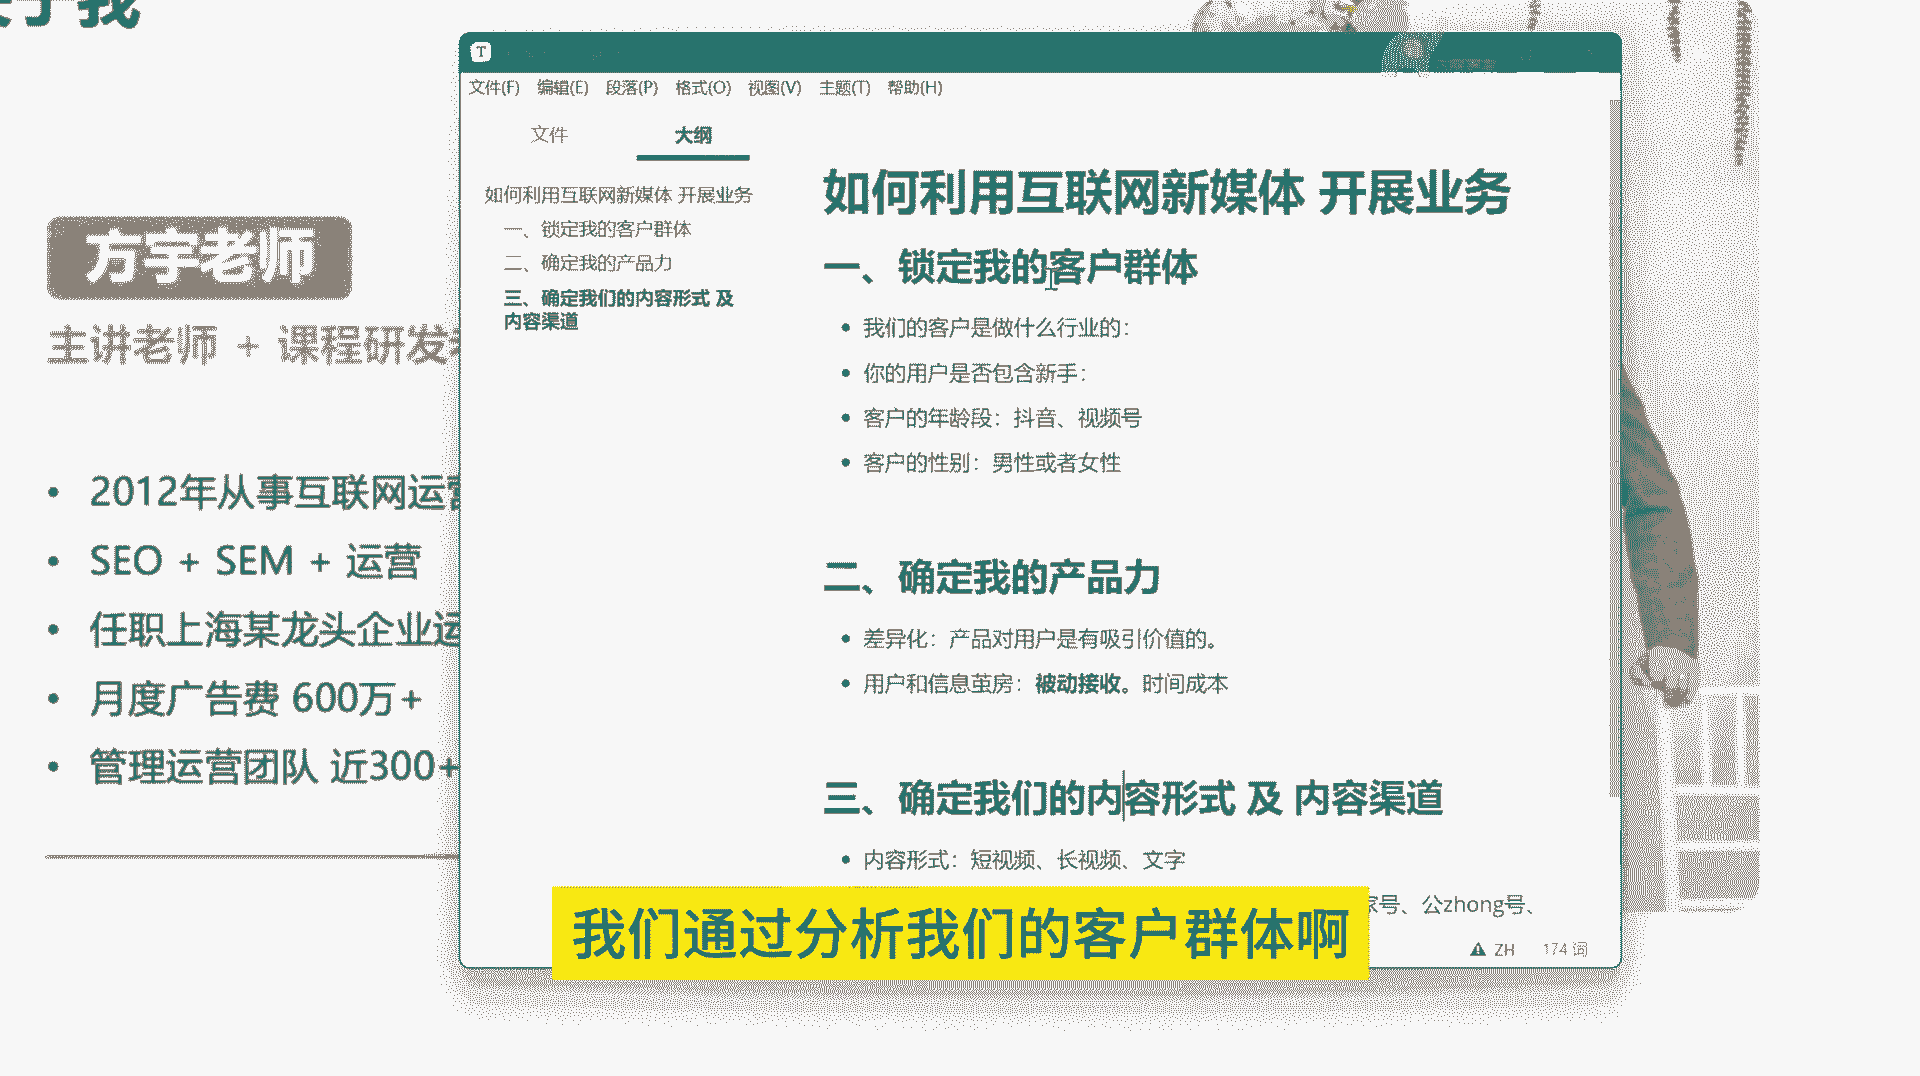 方宇老师
主讲老师 + 课程研发
2012年从事互联网运营
SEO + SEM + 运营
任职上海某龙头企业运
月度广告费 600万+
管理运营团队 近300+
T
文件(F) 编辑(E) 段落(P) 格式(O) 视图(V) 主题(T) 帮助(H)
文件 大纲
如何利用互联网新媒体 开展业务
一、锁定我的客户群体
二、确定我的产品力
三、确定我们的内容形式 及
内容渠道
如何利用互联网新媒体 开展业务
一、锁定我的客户群体
我们的客户是做什么行业的：
你的用户是否包含新手：
客户的年龄段：抖音、视频号
客户的性别：男性或者女性
二、确定我的产品力
差异化：产品对用户是有吸引价值的。
用户和信息茧房：被动接收。时间成本
三、确定我们的内容形式 及 内容渠道
内容形式：短视频、长视频、文字
家号、公zhong号、
我们通过分析我们的客户群体啊
ZH 174 词